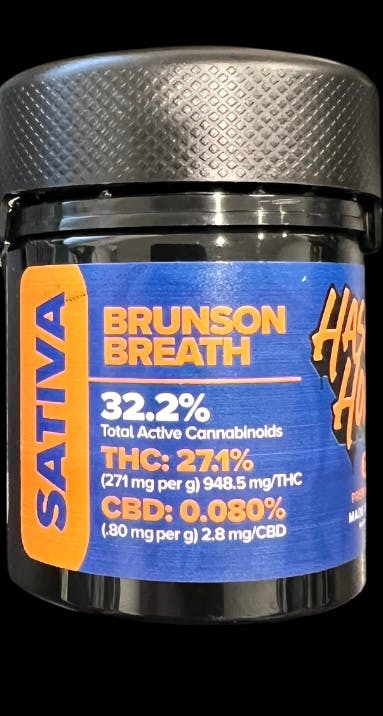 SATIVA
BRUNSON
BREATH
32.2%
Total Active Cannabinoids
THC: 27.1%
(271 mg per g) 948.5 mg/THC
CBD: 0.080%
(.80 mg per g) 2.8 mg/CBD